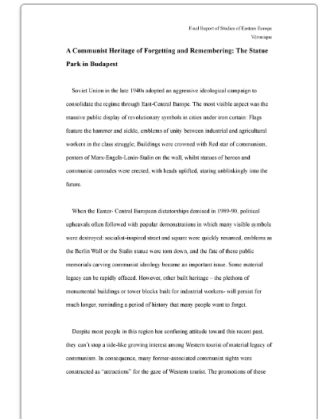 Final Report of Studies of Eastern Europe
Véronique
A Communist Heritage of Forgetting and Remembering: The Statue
Park in Budapest
Soviet Union in the late 1940s adopted an aggressive ideological campaign to
consolidate the regime through East-Central Europe. The most visible aspect was the
massive public display of revolutionary symbols in cities under iron curtain: Flags
feature the hammer and sickle, emblems of unity between industrial and agricultural
workers in the class struggle; Buildings were crowned with Red star of communism,
posters of Marx-Engels-Lenin-Stalin on the wall, whilst statues of heroes and
communist comrades were erected, with heads uplifted, staring unblinkingly into the
future.
When the Easter- Central European dictatorships demised in 1989-90, political
upheavals often followed with popular demonstrations in which many visible symbols
were destroyed: socialist-inspired street and square were quickly renamed, emblems as
the Berlin Wall or the Stalin statue were torn down, and the fate of these public
memorials carving communist ideology became an important issue. Some material
legacy can be rapidly effaced. However, other built heritage – the plethora of
monumental buildings or tower blocks built for industrial workers– will persist for
much longer, reminding a period of history that many people want to forget.
Despite most people in this region has conflicting attitude toward this recent past,
they can't stop a tide-like growing interest among Western tourist of material legacy of
communism. In consequence, many former-associated communist sights were
constructed as "attractions" for the gaze of Western tourist. The promotions of these